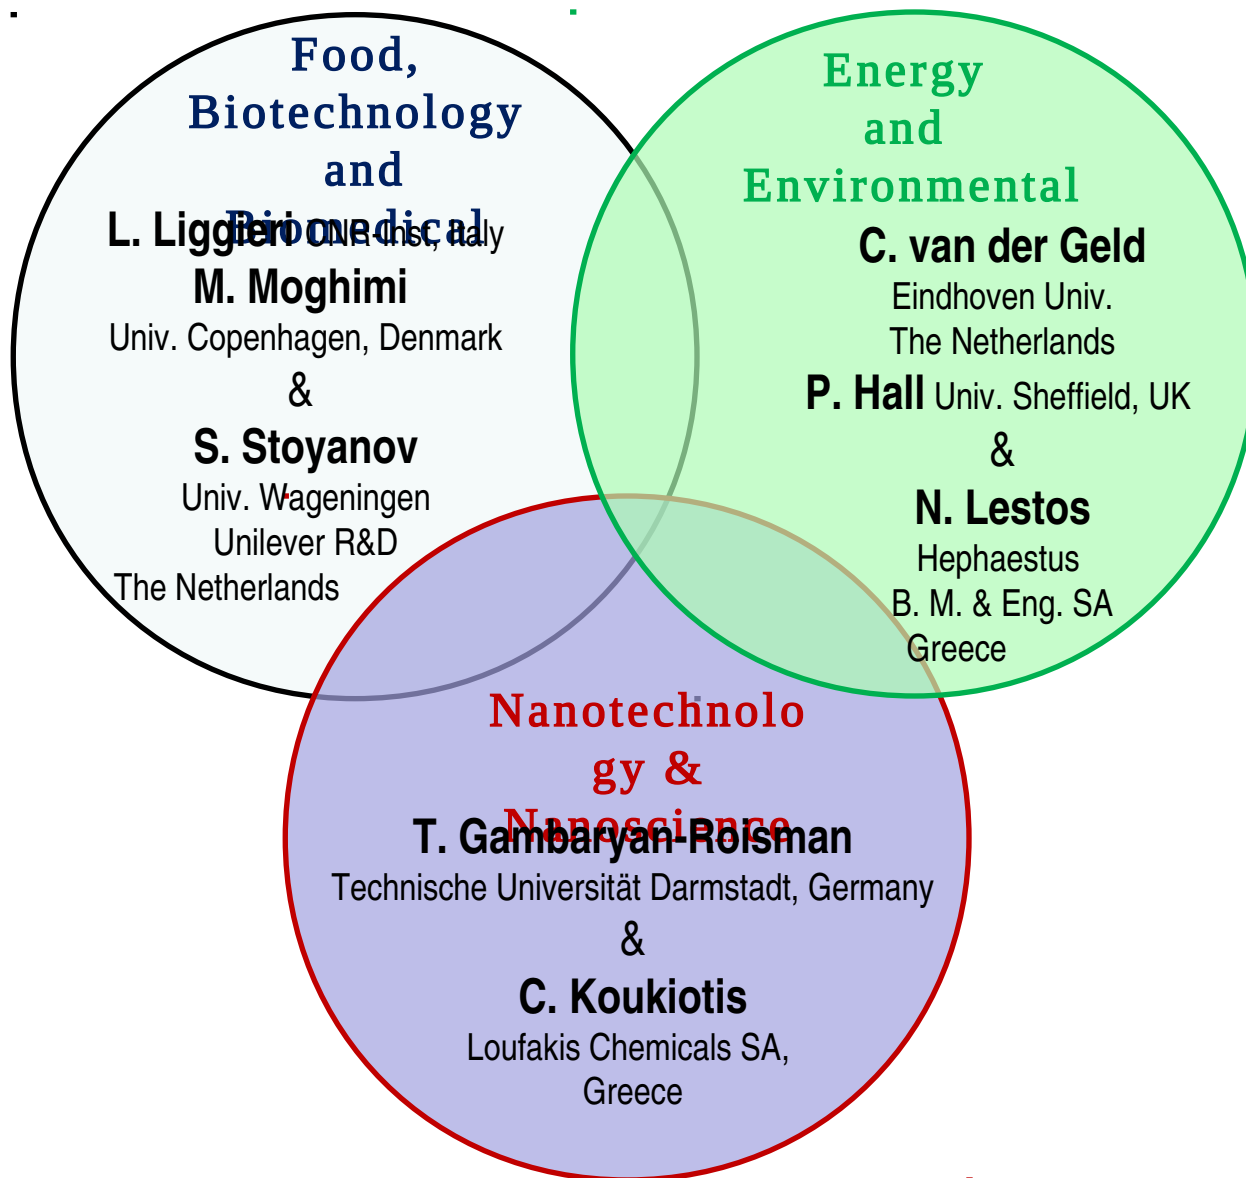 Food,
Biotechnology
and
Biomedical
L. Liggieri CNR-Inst, Italy
M. Moghimi
Univ. Copenhagen, Denmark
&
S. Stoyanov
Univ. Wageningen
Unilever R&D
The Netherlands
Energy
and
Environmental
C. van der Geld
Eindhoven Univ.
The Netherlands
P. Hall Univ. Sheffield, UK
&
N. Lestos
Hephaestus
B. M. & Eng. SA
Greece
Nanotechnolo
gy &
Nanoscience
T. Gambaryan-Roisman
Technische Universität Darmstadt, Germany
&
C. Koukiotis
Loufakis Chemicals SA,
Greece